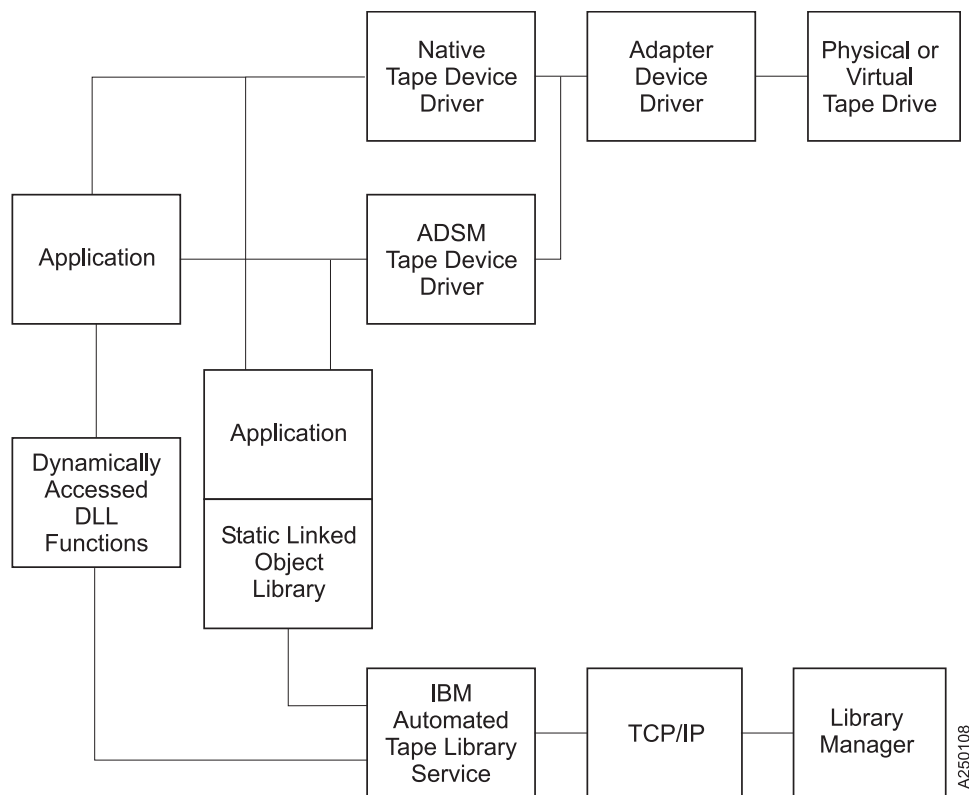 Native
Tape Device
Driver
Adapter
Device
Driver
Physical or
Virtual
Tape Drive
Application
ADSM
Tape Device
Driver
Application
Dynamically
Accessed
DLL
Functions
Static Linked
Object
Library
IBM
Automated
Tape Library
Service
TCP/IP
Library
Manager
A250108